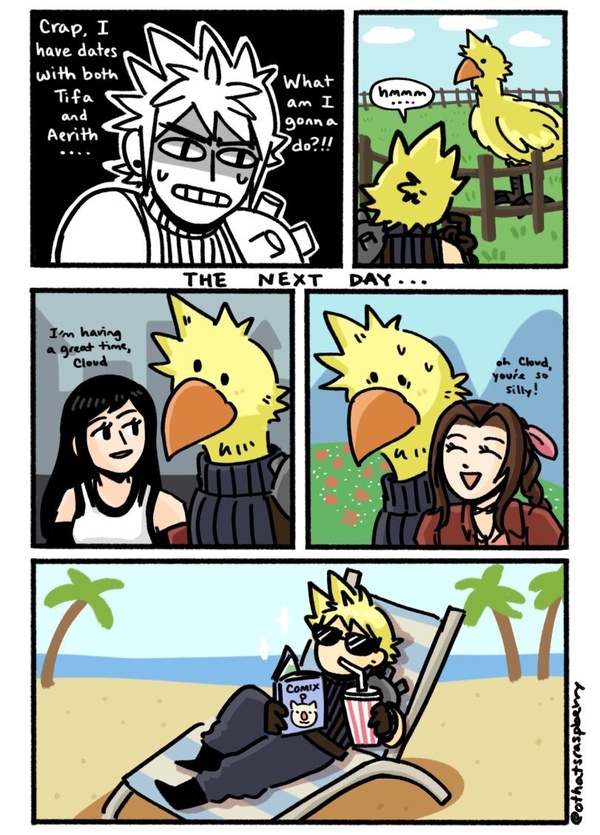 Crap, I
have dates
with both
Tifa
and
Aerith
....
What
am I
gonna
do?!!
hmmm
....
THE NEXT DAY...
I'm having
a great time,
Cloud
oh Cloud,
you're so
silly!
COMIX
@othatsraspberry